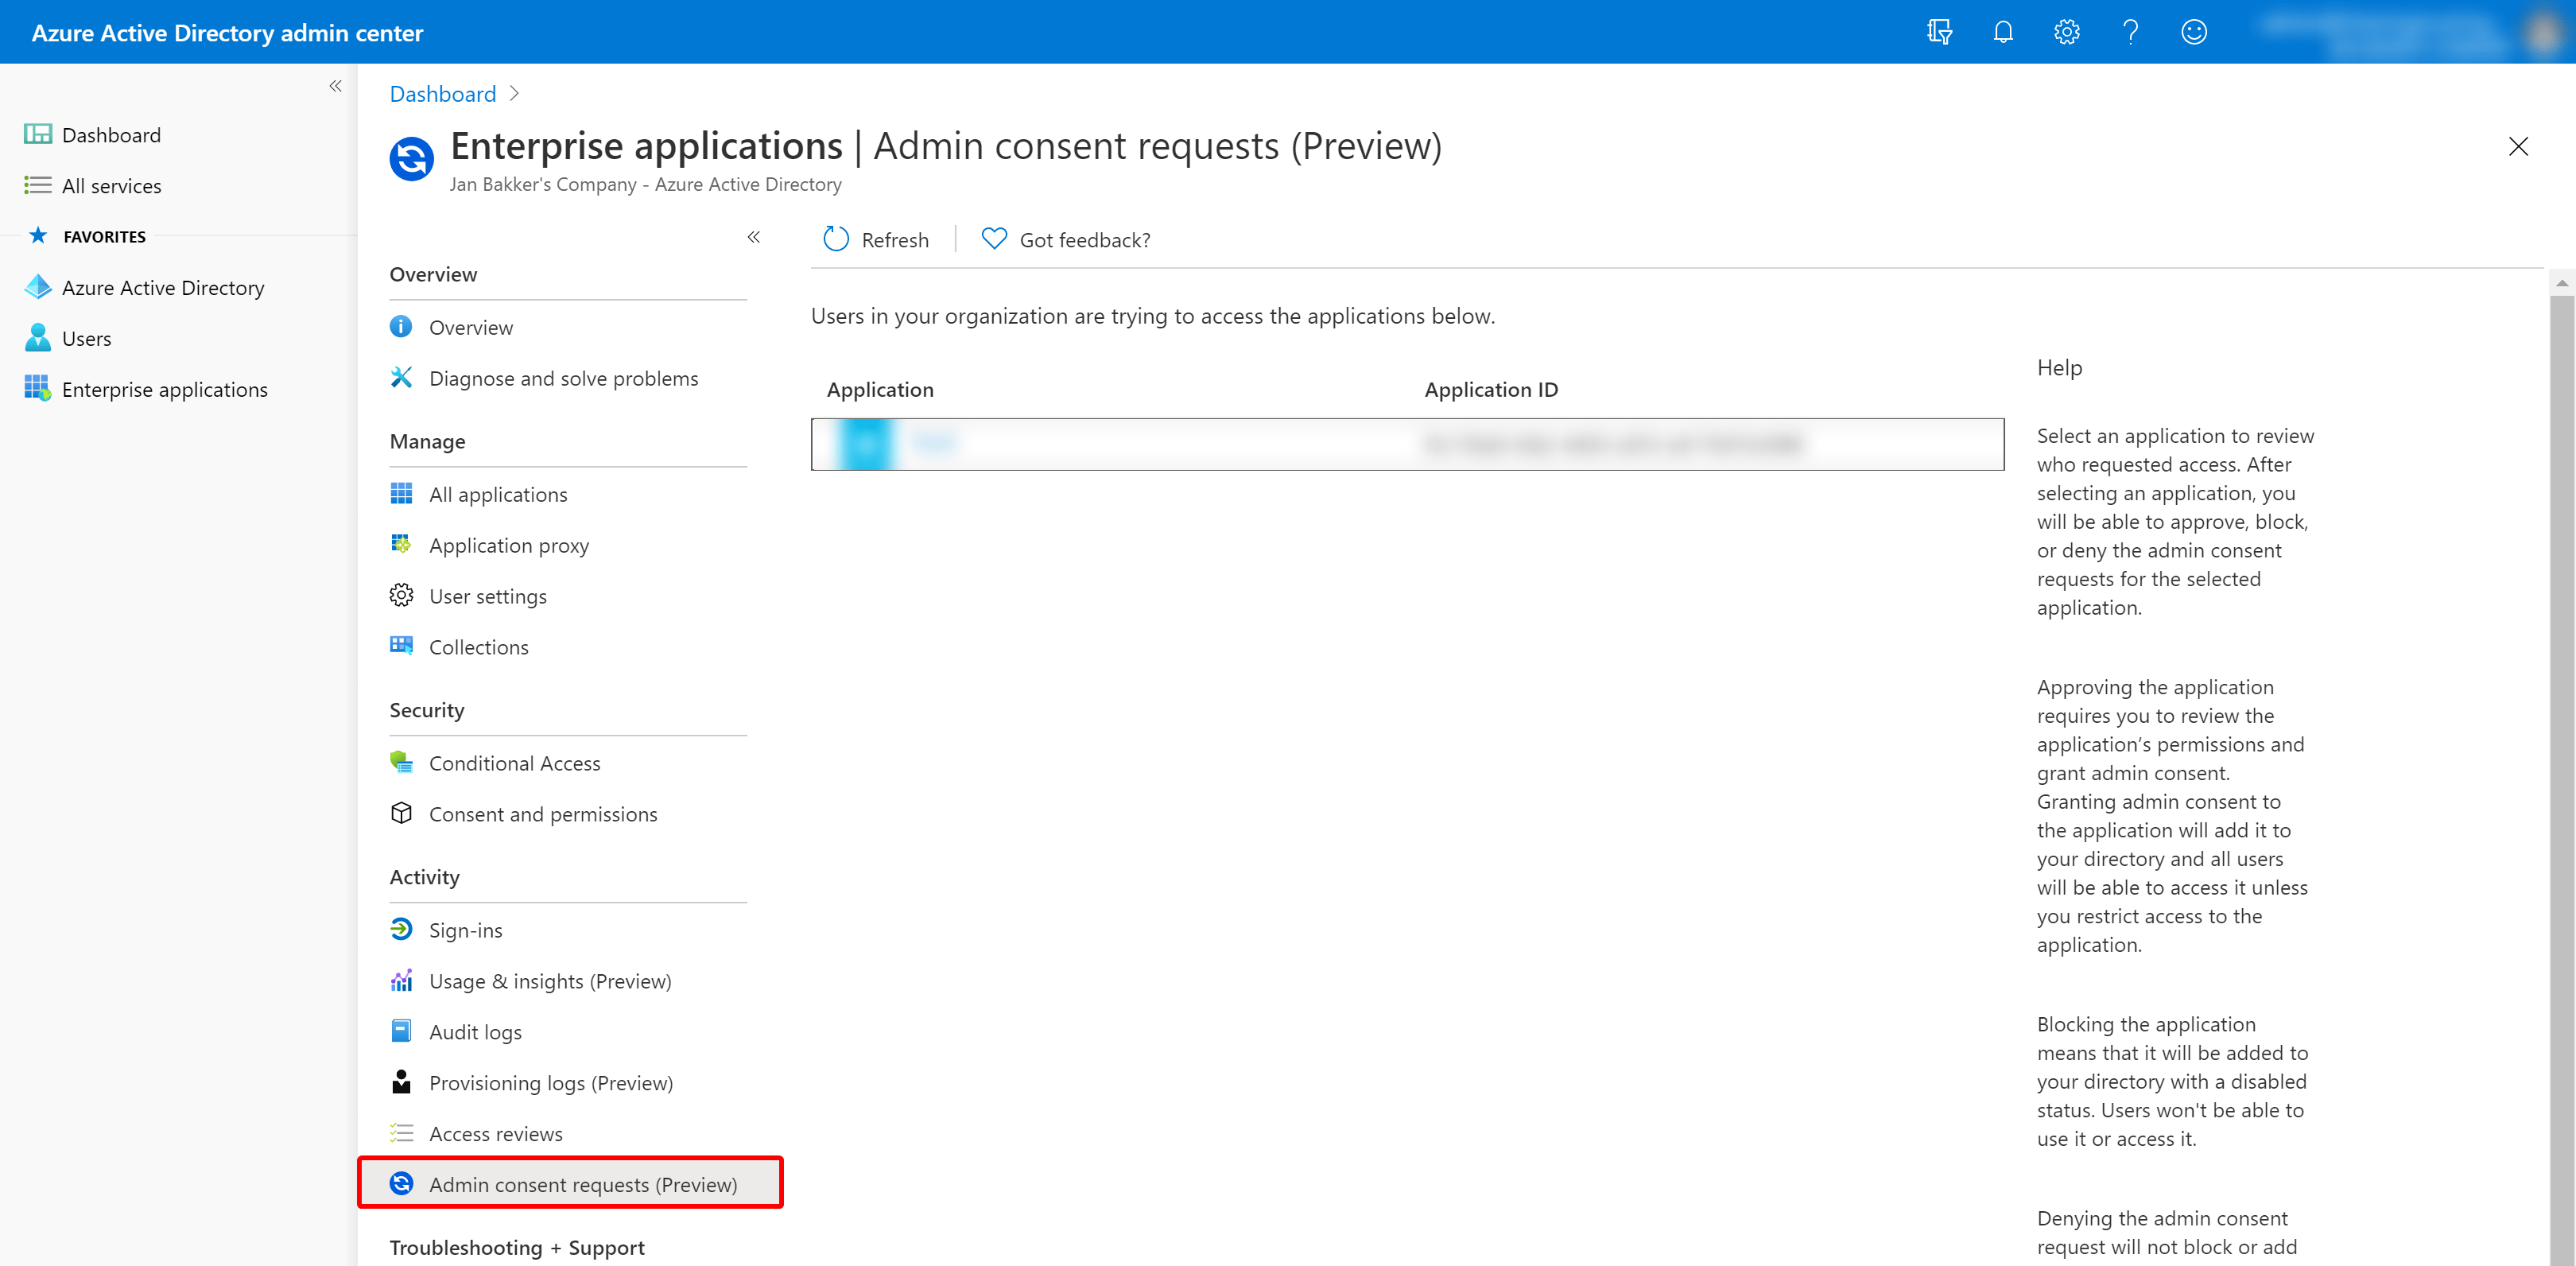 Azure Active Directory admin center
Dashboard
All services
FAVORITES
Azure Active Directory
Users
Enterprise applications
Dashboard
Enterprise applications | Admin consent requests (Preview)
Jan Bakker's Company - Azure Active Directory
Overview
Overview
Diagnose and solve problems
Manage
All applications
Application proxy
User settings
Collections
Security
Conditional Access
Consent and permissions
Activity
Sign-ins
Usage & insights (Preview)
Audit logs
Provisioning logs (Preview)
Access reviews
Admin consent requests (Preview)
Troubleshooting + Support
Refresh
Got feedback?
Users in your organization are trying to access the applications below.
Application
Application ID
Help
Select an application to review
who requested access. After
selecting an application, you
will be able to approve, block,
or deny the admin consent
requests for the selected
application.
Approving the application
requires you to review the
application’s permissions and
grant admin consent.
Granting admin consent to
the application will add it to
your directory and all users
will be able to access it unless
you restrict access to the
application.
Blocking the application
means that it will be added to
your directory with a disabled
status. Users won't be able to
use it or access it.
Denying the admin consent
request will not block or add